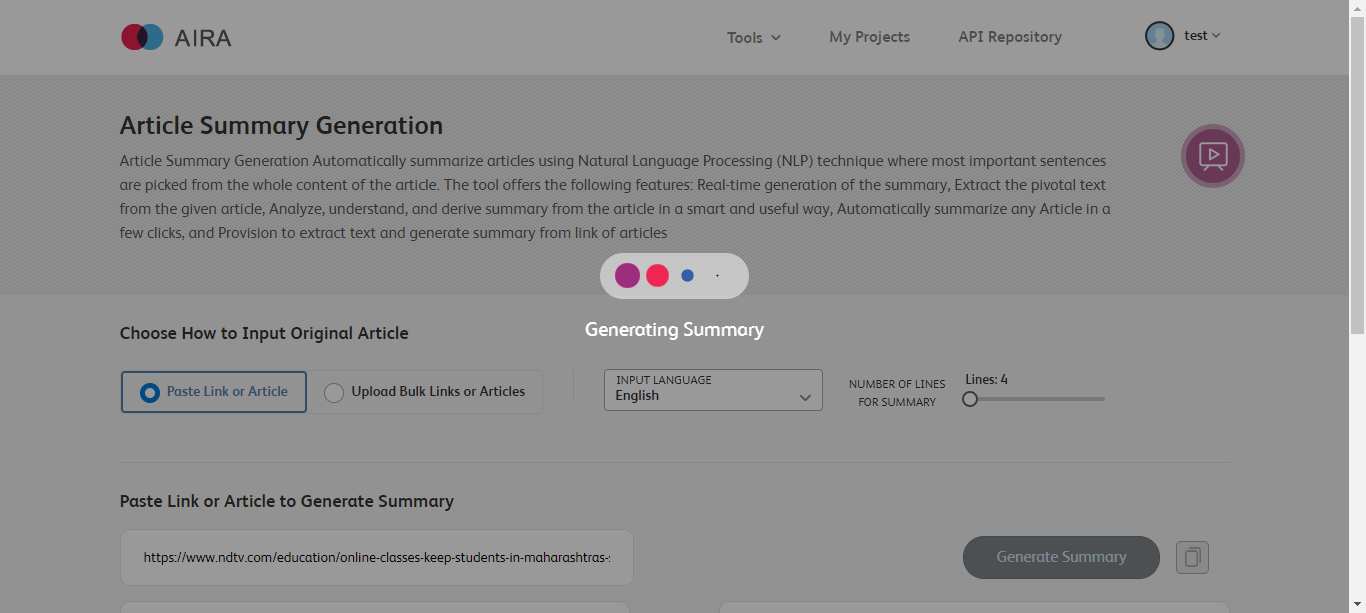 AIRA
Tools
My Projects
API Repository
test
Article Summary Generation
Article Summary Generation Automatically summarize articles using Natural Language Processing (NLP) technique where most important sentences
are picked from the whole content of the article. The tool offers the following features: Real-time generation of the summary, Extract the pivotal text
from the given article, Analyze, understand, and derive summary from the article in a smart and useful way, Automatically summarize any Article in a
few clicks, and Provision to extract text and generate summary from link of articles
Generating Summary
Choose How to Input Original Article
Paste Link or Article
Upload Bulk Links or Articles
INPUT LANGUAGE
English
NUMBER OF LINES
FOR SUMMARY
Lines: 4
Paste Link or Article to Generate Summary
https://www.ndtv.com/education/online-classes-keep-students-in-maharashtras-
Generate Summary